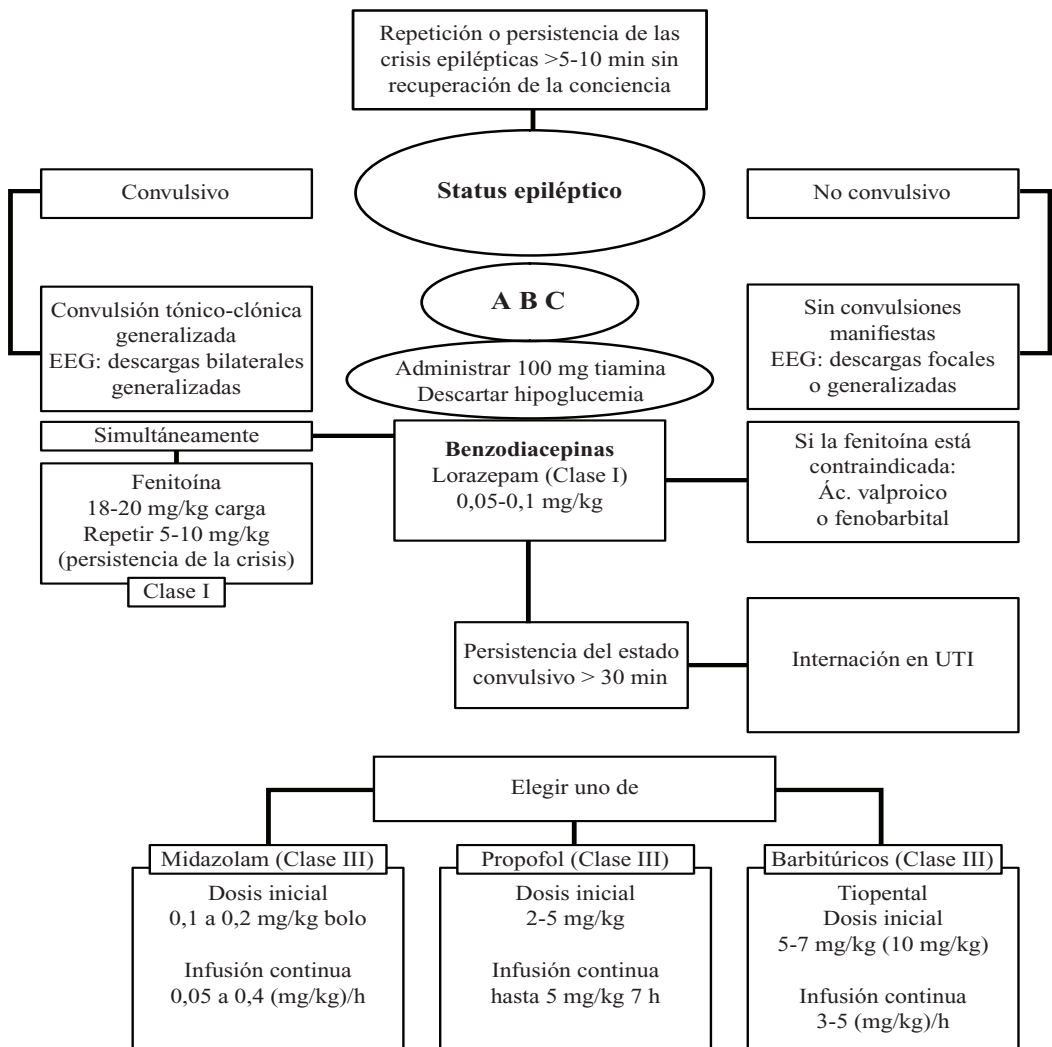 Repetición o persistencia de las
crisis epilépticas >5-10 min sin
recuperación de la conciencia
Convulsivo
Status epiléptico
No convulsivo
A B C
Convulsión tónico-clónica
generalizada
EEG: descargas bilaterales
generalizadas
Administrar 100 mg tiamina
Descartar hipoglucemia
Sin convulsiones
manifiestas
EEG: descargas focales
o generalizadas
Simultáneamente
Fenitoína
18-20 mg/kg carga
Repetir 5-10 mg/kg
(persistencia de la crisis)
Clase I
Benzodiacepinas
Lorazepam (Clase I)
0,05-0,1 mg/kg
Si la fenitoína está
contraindicada:
Ác. valproico
o fenobarbital
Persistencia del estado
convulsivo > 30 min
Internación en UTI
Elegir uno de
Midazolam (Clase III)
Dosis inicial
0,1 a 0,2 mg/kg bolo
Infusión continua
0,05 a 0,4 (mg/kg)/h
Propofol (Clase III)
Dosis inicial
2-5 mg/kg
Infusión continua
hasta 5 mg/kg 7 h
Barbitúricos (Clase III)
Tiopental
Dosis inicial
5-7 mg/kg (10 mg/kg)
Infusión continua
3-5 (mg/kg)/h